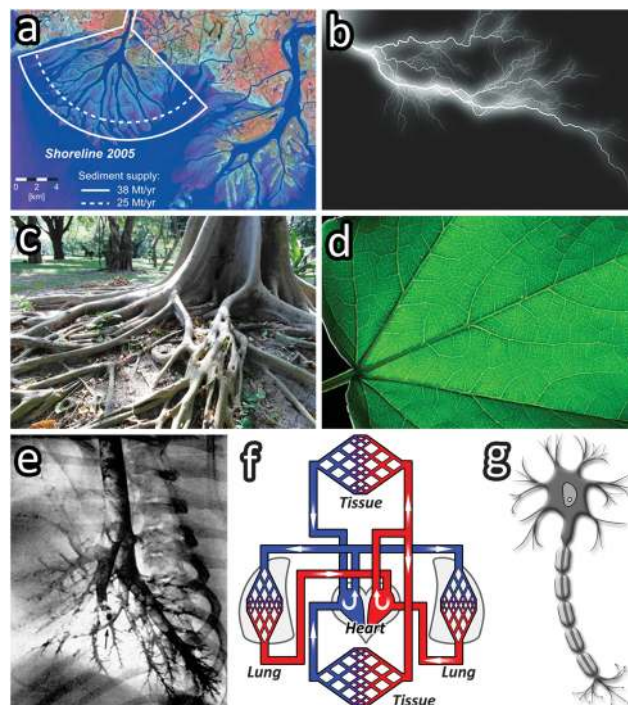 a
b
Shoreline 2005
Sediment supply:
0 2 4
[km]
38 Mt/yr
25 Mt/yr
c
d
e
f
g
Tissue
Heart
Lung
Lung
Tissue